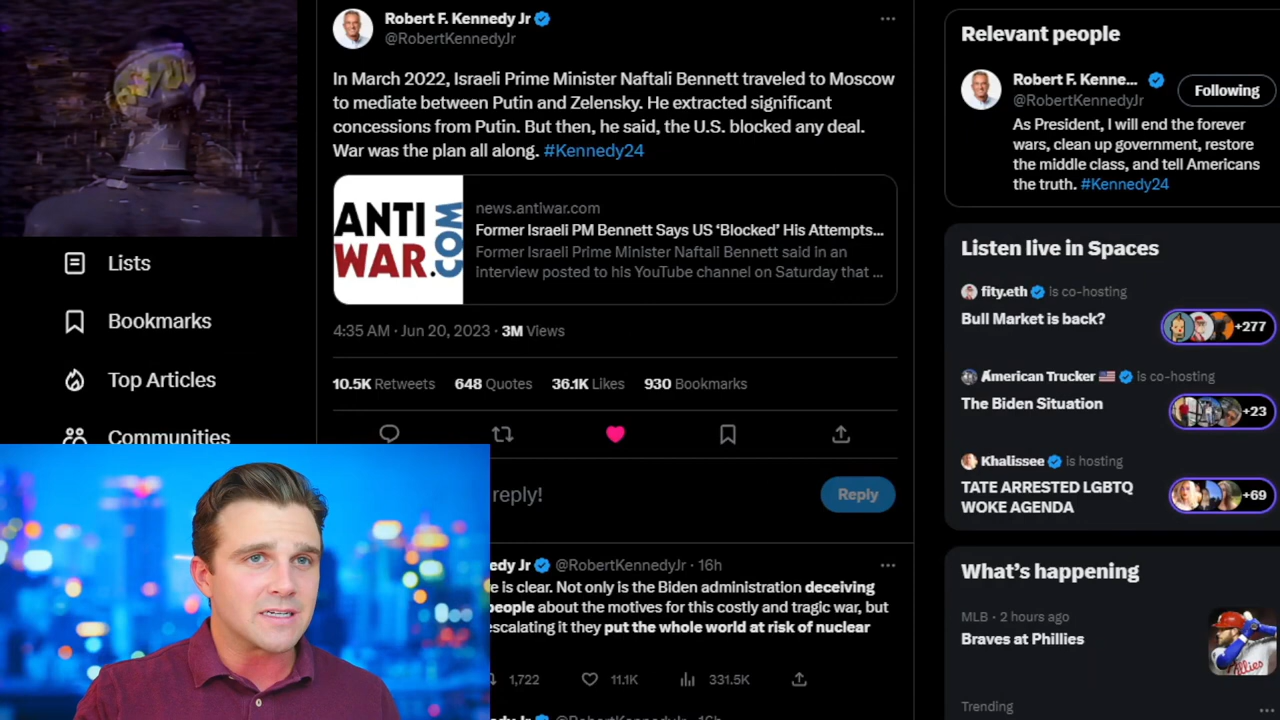 Robert F. Kennedy Jr
@RobertKennedyJr
In March 2022, Israeli Prime Minister Naftali Bennett traveled to Moscow
to mediate between Putin and Zelensky. He extracted significant
concessions from Putin. But then, he said, the U.S. blocked any deal.
War was the plan all along. #Kennedy24
ANTI
WAR.COM
news.antiwar.com
Former Israeli PM Bennett Says US ‘Blocked’ His Attempts...
Former Israeli Prime Minister Naftali Bennett said in an
interview posted to his YouTube channel on Saturday that ...
4:35 AM · Jun 20, 2023 · 3M Views
10.5K Retweets 648 Quotes 36.1K Likes 930 Bookmarks
reply!
Reply
edy Jr @RobertKennedyJr · 16h
e is clear. Not only is the Biden administration deceiving
people about the motives for this costly and tragic war, but
escalating it they put the whole world at risk of nuclear
1,722 11.1K 331.5K
edy Jr @RobertKennedyJr · 16h
Lists
Bookmarks
Top Articles
Communities
Relevant people
Robert F. Kenne...
@RobertKennedyJr
Following
As President, I will end the forever
wars, clean up government, restore
the middle class, and tell Americans
the truth. #Kennedy24
Listen live in Spaces
fity.eth is co-hosting
Bull Market is back?
+277
American Trucker is co-hosting
The Biden Situation
+23
Khalissee is hosting
TATE ARRESTED LGBTQ
WOKE AGENDA
+69
What’s happening
MLB · 2 hours ago
Braves at Phillies
Phillies
Trending